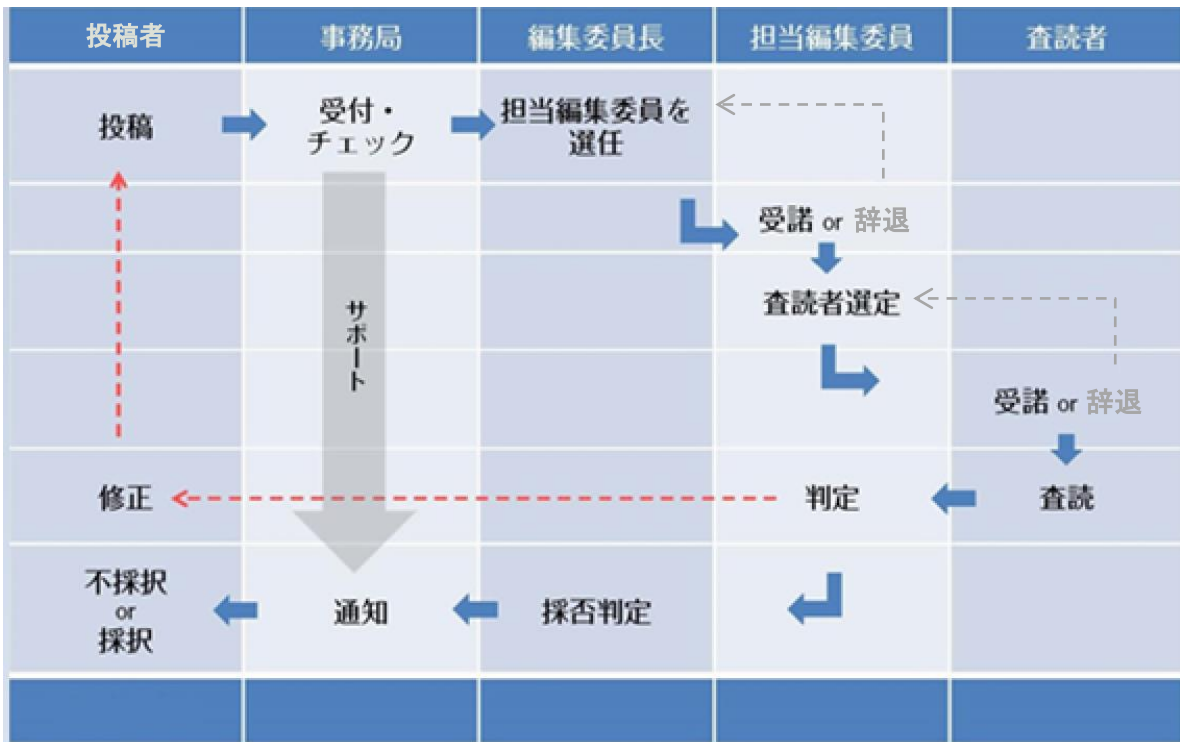 投稿者
事務局
編集委員長
担当編集委員
査読者
投稿
受付・
チェック
担当編集委員を
選任
受諾 or 辞退
査読者選定
サポート
受諾 or 辞退
修正
判定
査読
不採択
or
採択
通知
採否判定